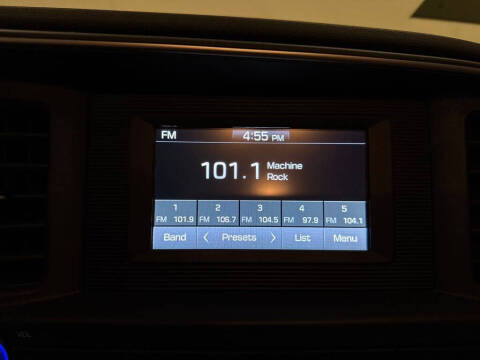 FM 4:55 PM
101.1 Machine
Rock
1 2 3 4 5
FM 101.9 FM 106.7 FM 104.5 FM 97.9 FM 104.1
Band < Presets > List Menu
VOL